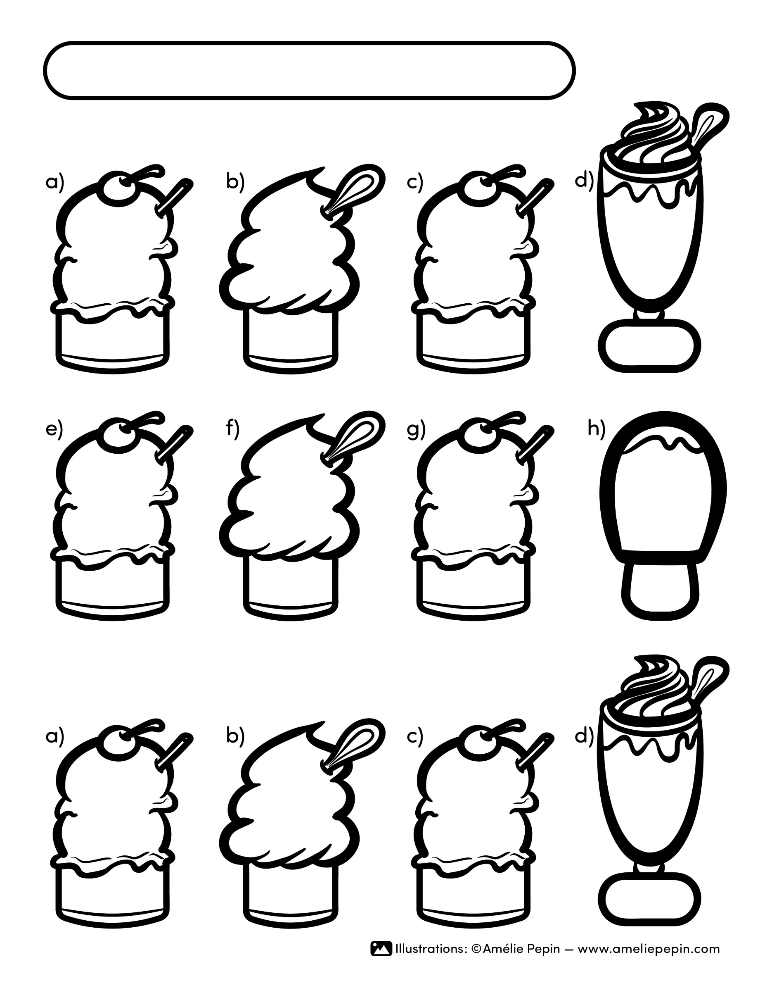 a) b) c) d)
e) f) g) h)
a) b) c) d)
Illustrations: ©Amélie Pepin – www.ameliepepin.com